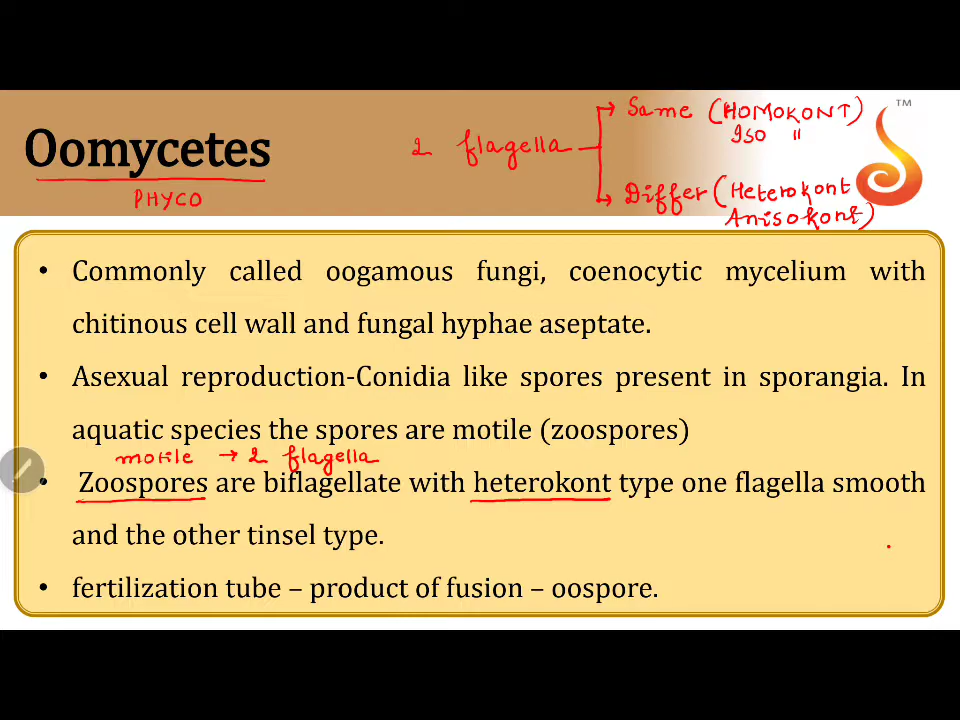 Same (HOMOKONT)
™
Iso "
2 flagella
Oomycetes
PHYCO
Differ (Heterokont
Anisokont)
• Commonly called oogamous fungi, coenocytic mycelium with
chitinous cell wall and fungal hyphae aseptate.
• Asexual reproduction-Conidia like spores present in sporangia. In
aquatic species the spores are motile (zoospores)
motile → 2 flagella
• Zoospores are biflagellate with heterokont type one flagella smooth
and the other tinsel type.
• fertilization tube – product of fusion – oospore.